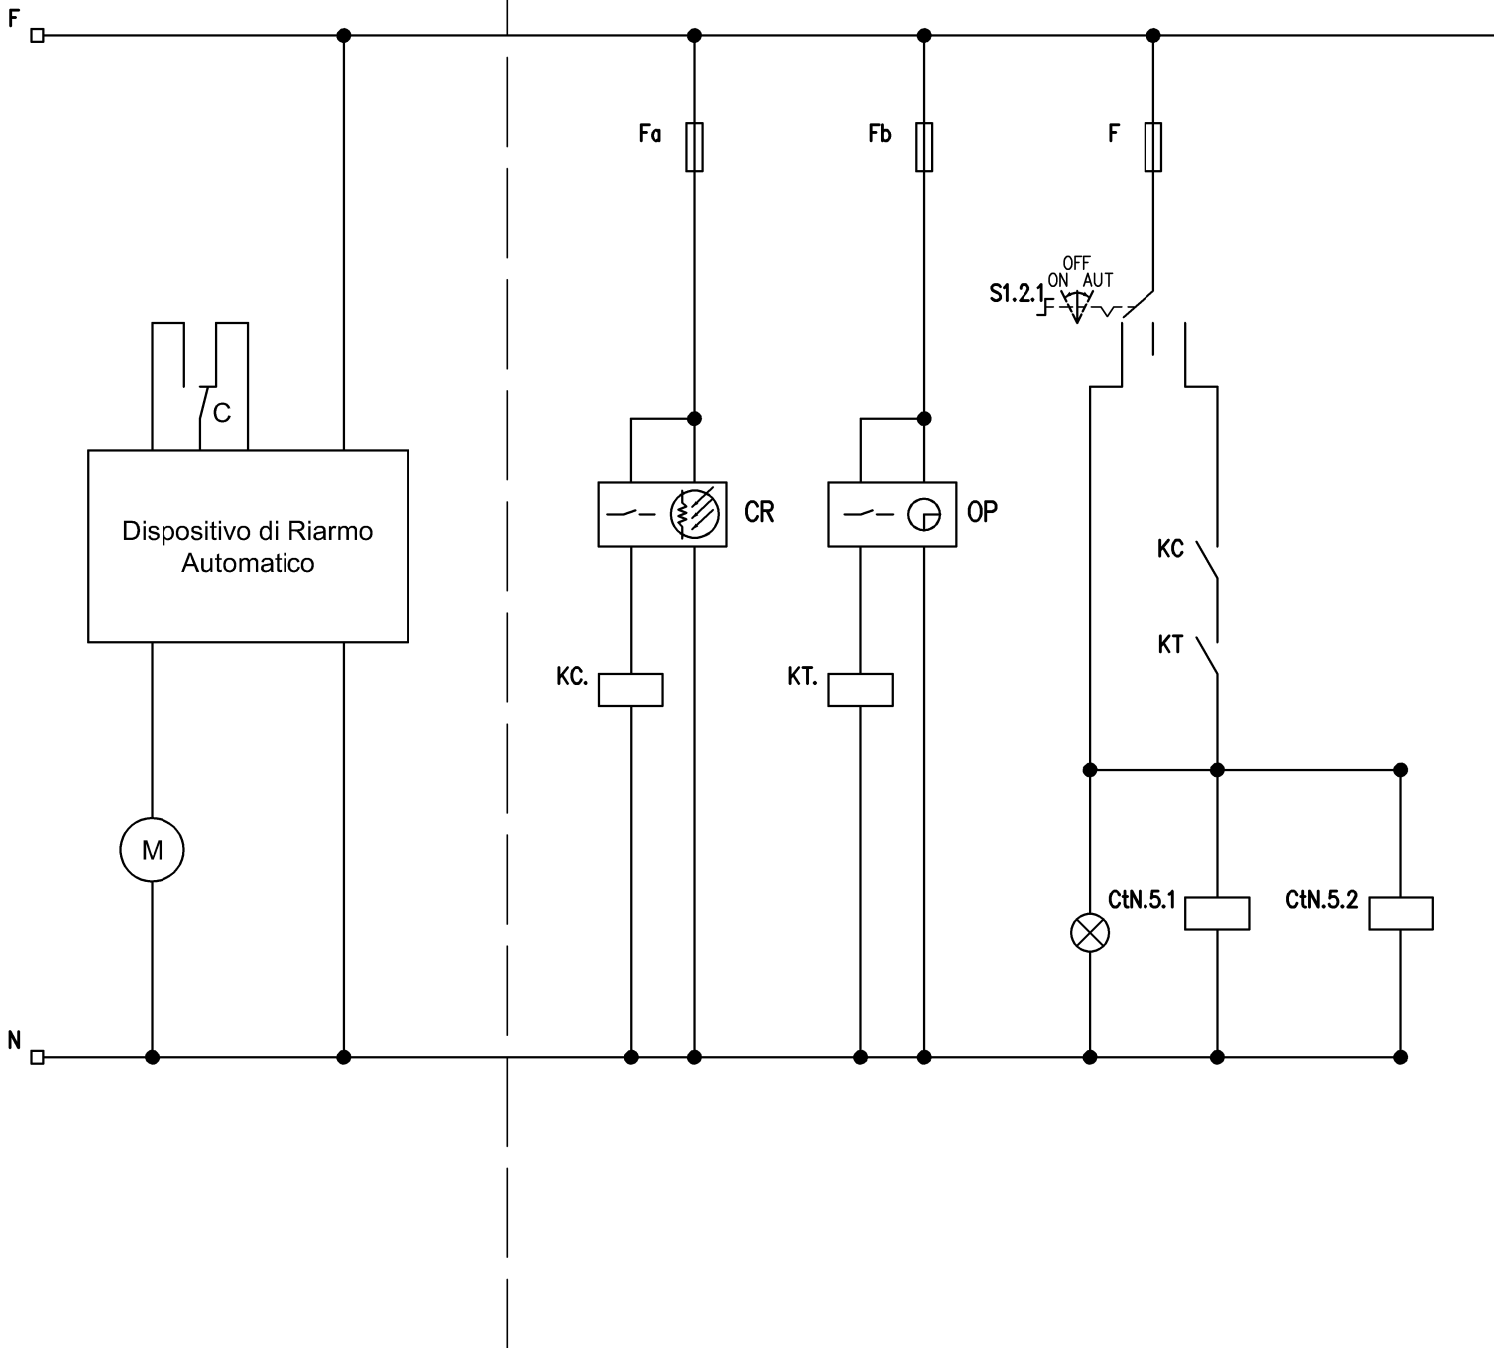 F
Fa
Fb
F
OFF
ON AUT
S1.2.1
C
Dispositivo di Riarmo
Automatico
CR
OP
KC
KT
KC.
KT.
M
CtN.5.1
CtN.5.2
N